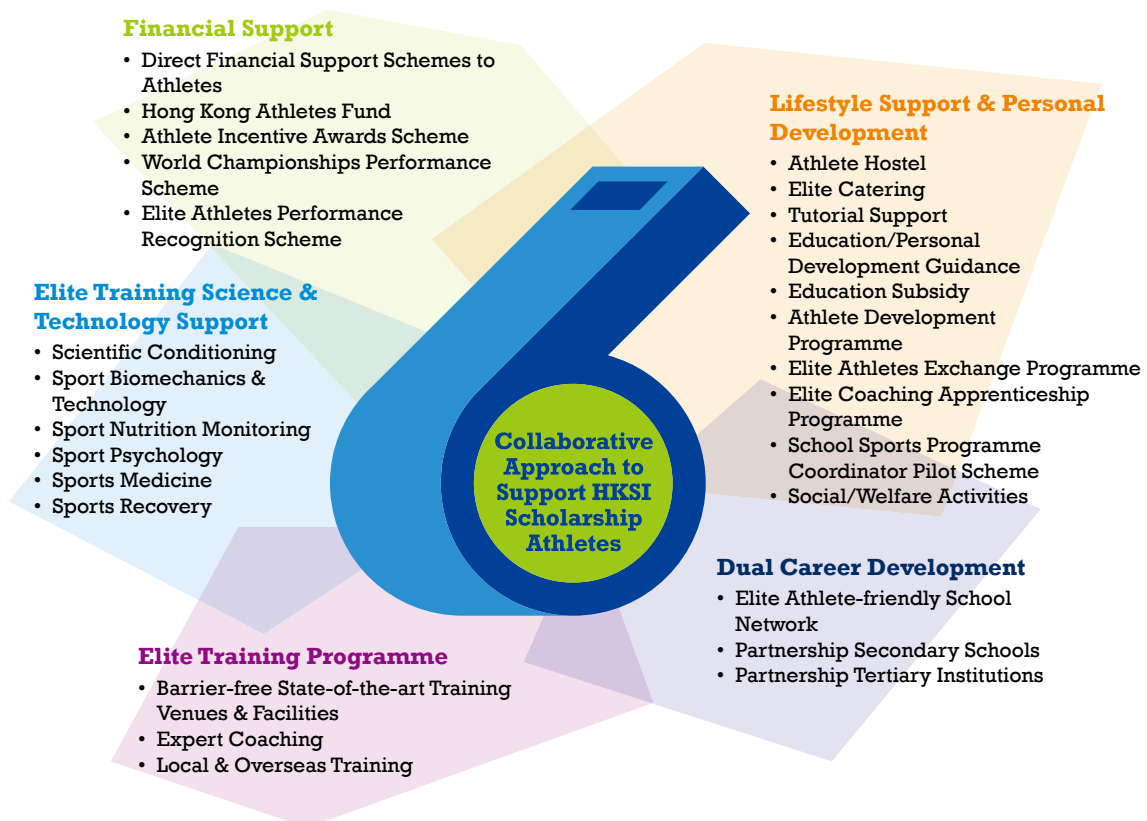 Financial Support
• Direct Financial Support Schemes to
Athletes
• Hong Kong Athletes Fund
• Athlete Incentive Awards Scheme
• World Championships Performance
Scheme
• Elite Athletes Performance
Recognition Scheme
Lifestyle Support & Personal
Development
• Athlete Hostel
• Elite Catering
• Tutorial Support
• Education/Personal
Development Guidance
• Education Subsidy
• Athlete Development
Programme
• Elite Athletes Exchange Programme
• Elite Coaching Apprenticeship
Programme
• School Sports Programme
Coordinator Pilot Scheme
• Social/Welfare Activities
Elite Training Science &
Technology Support
• Scientific Conditioning
• Sport Biomechanics &
Technology
• Sport Nutrition Monitoring
• Sport Psychology
• Sports Medicine
• Sports Recovery
Collaborative
Approach to
Support HKSI
Scholarship
Athletes
Dual Career Development
• Elite Athlete-friendly School
Network
• Partnership Secondary Schools
• Partnership Tertiary Institutions
Elite Training Programme
• Barrier-free State-of-the-art Training
Venues & Facilities
• Expert Coaching
• Local & Overseas Training